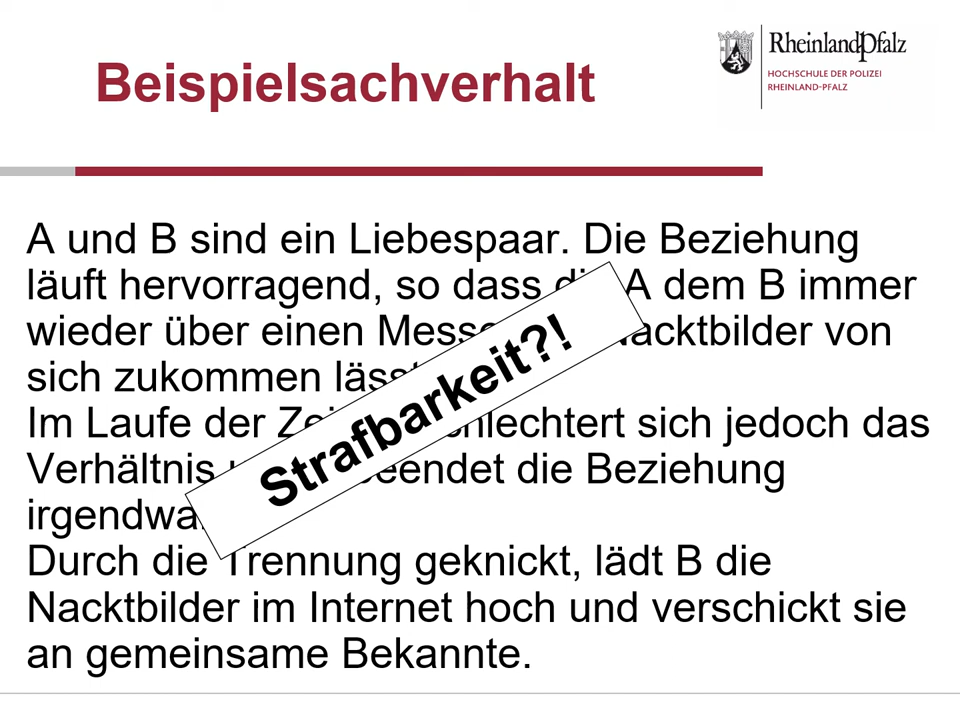 Beispielsachverhalt
RheinlandPfalz
HOCHSCHULE DER POLIZEI
RHEINLAND-PFALZ
A und B sind ein Liebespaar. Die Beziehung
läuft hervorragend, so dass die A dem B immer
wieder über einen Nacktbilder von
sich zukommen lässt
Im Laufe der das
Verhältnis beendet die Beziehung
Durch die Trennung geknickt, lädt B die
Nacktbilder im Internet hoch und verschickt sie
an gemeinsame Bekannte.
Strafbarkeit?!